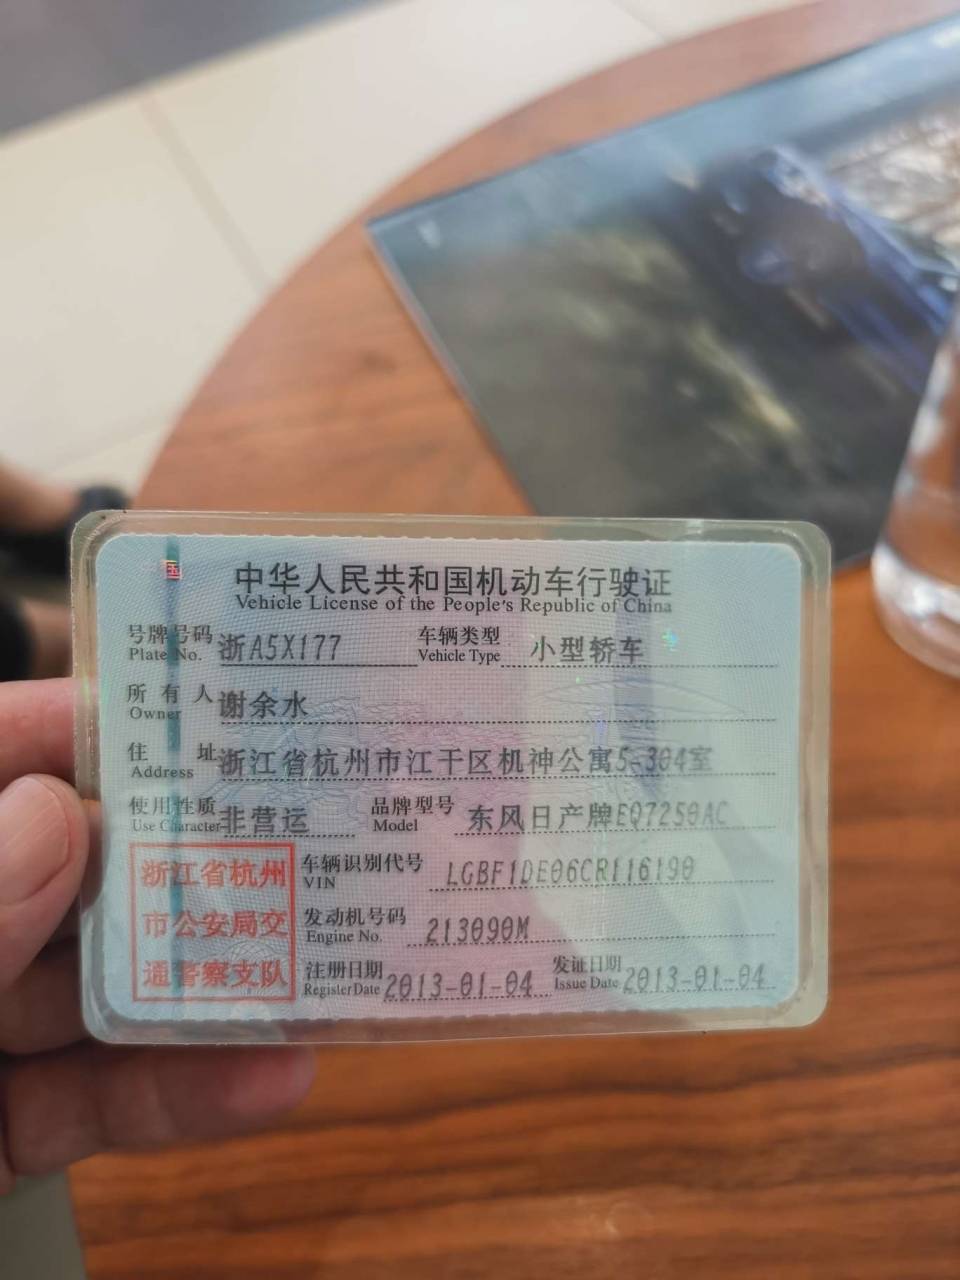 中华人民共和国机动车行驶证
Vehicle License of the People's Republic of China
号牌号码 浙A5X177 车辆类型 小型轿车
Plate No. Vehicle Type
所有人 谢余水
Owner
住址 浙江省杭州市江干区机神公寓5-304室
Address
使用性质 非营运 品牌型号 东风日产牌EQ7250AC
Use Character Model
浙江省杭州
市公安局交
通警察支队
车辆识别代号 LGBF1DE06CR116190
VIN
发动机号码 213090M
Engine No.
注册日期 2013-01-04 发证日期 2013-01-04
Register Date Issue Date